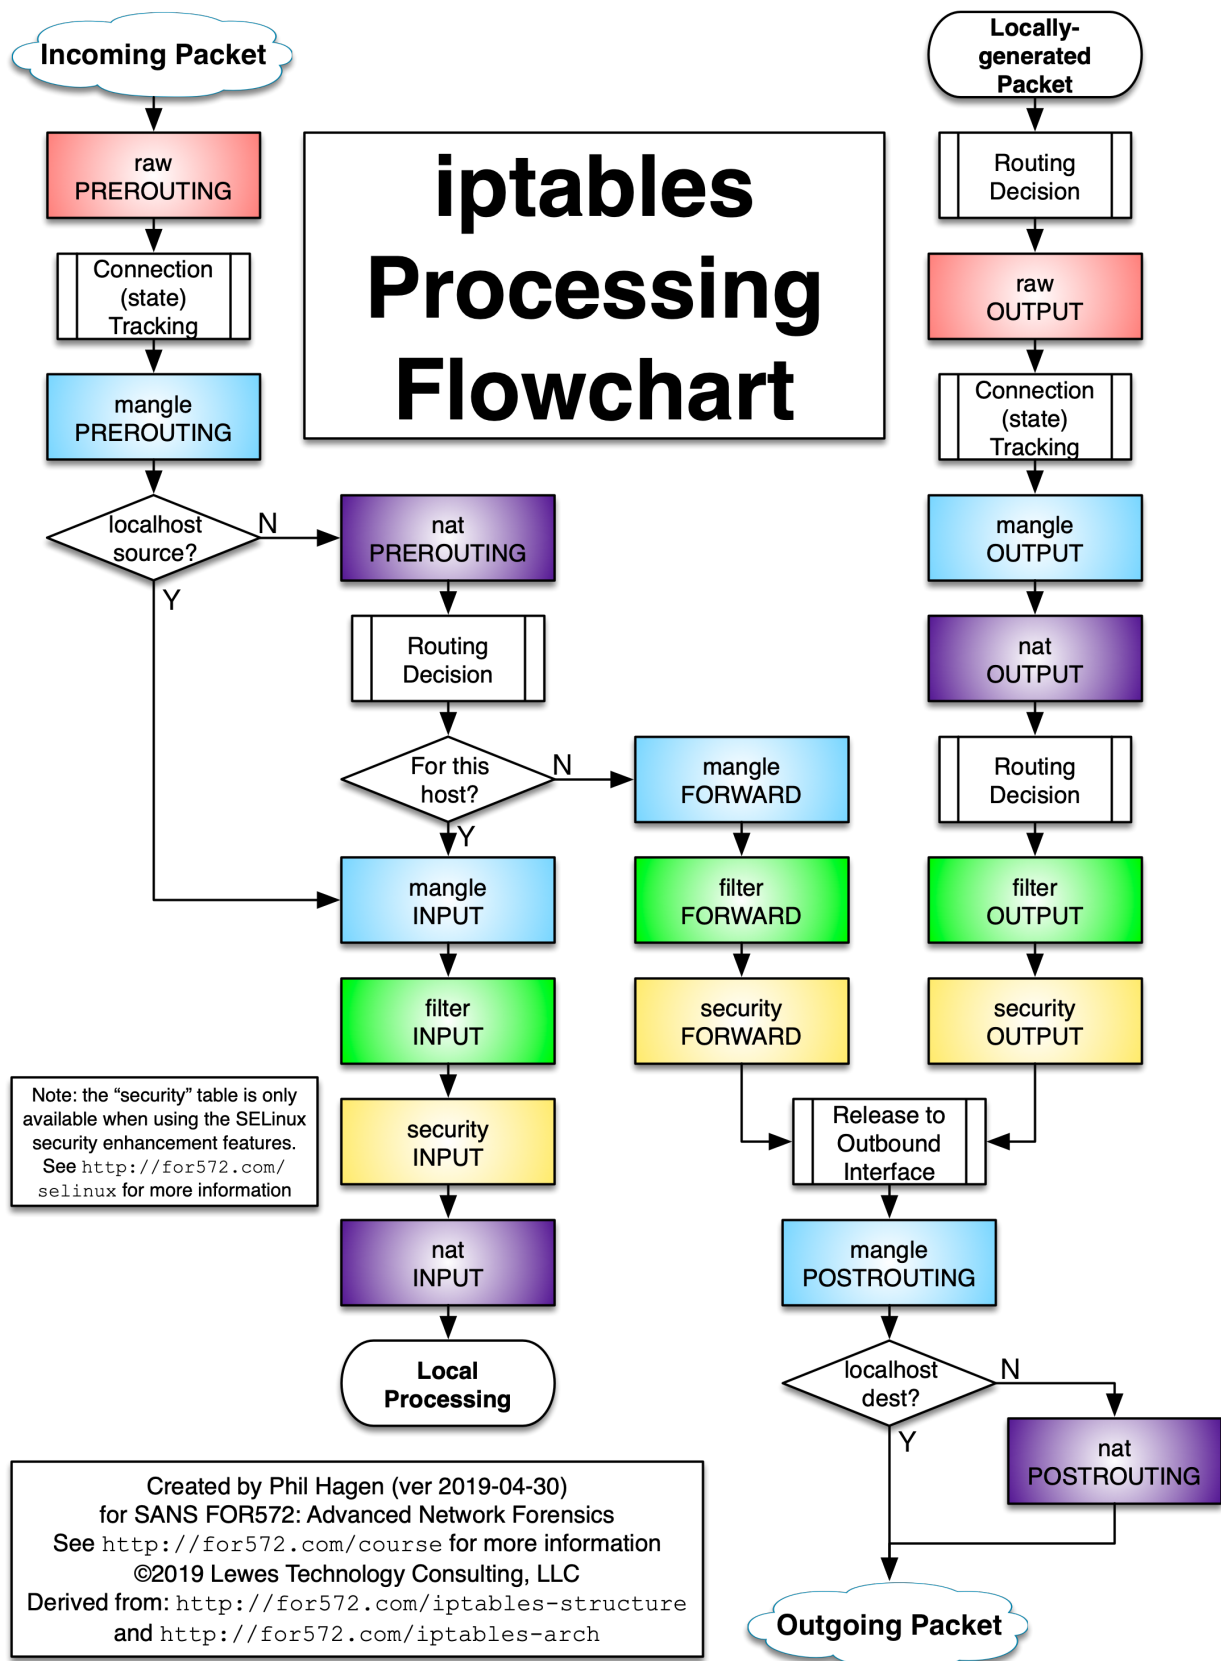 Incoming Packet
raw
PREROUTING
Connection
(state)
Tracking
mangle
PREROUTING
localhost
source?
N
Y
iptables
Processing
Flowchart
nat
PREROUTING
Routing
Decision
For this
host?
N
Y
mangle
INPUT
filter
INPUT
security
INPUT
nat
INPUT
Local
Processing
mangle
FORWARD
filter
FORWARD
security
FORWARD
Locally-
generated
Packet
Routing
Decision
raw
OUTPUT
Connection
(state)
Tracking
mangle
OUTPUT
nat
OUTPUT
Routing
Decision
filter
OUTPUT
security
OUTPUT
Release to
Outbound
Interface
mangle
POSTROUTING
localhost
dest?
N
Y
nat
POSTROUTING
Outgoing Packet
Note: the “security” table is only
available when using the SELinux
security enhancement features.
See http://for572.com/
selinux for more information
Created by Phil Hagen (ver 2019-04-30)
for SANS FOR572: Advanced Network Forensics
See http://for572.com/course for more information
©2019 Lewes Technology Consulting, LLC
Derived from: http://for572.com/iptables-structure
and http://for572.com/iptables-arch